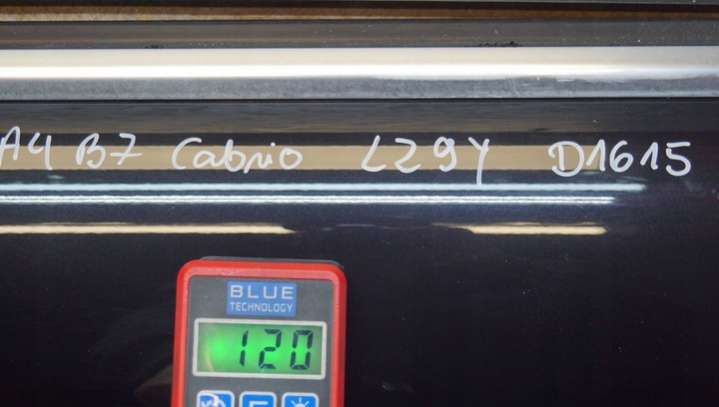 A4 B7 Cabrio LZ9Y D1615
BLUE
TECHNOLOGY
120